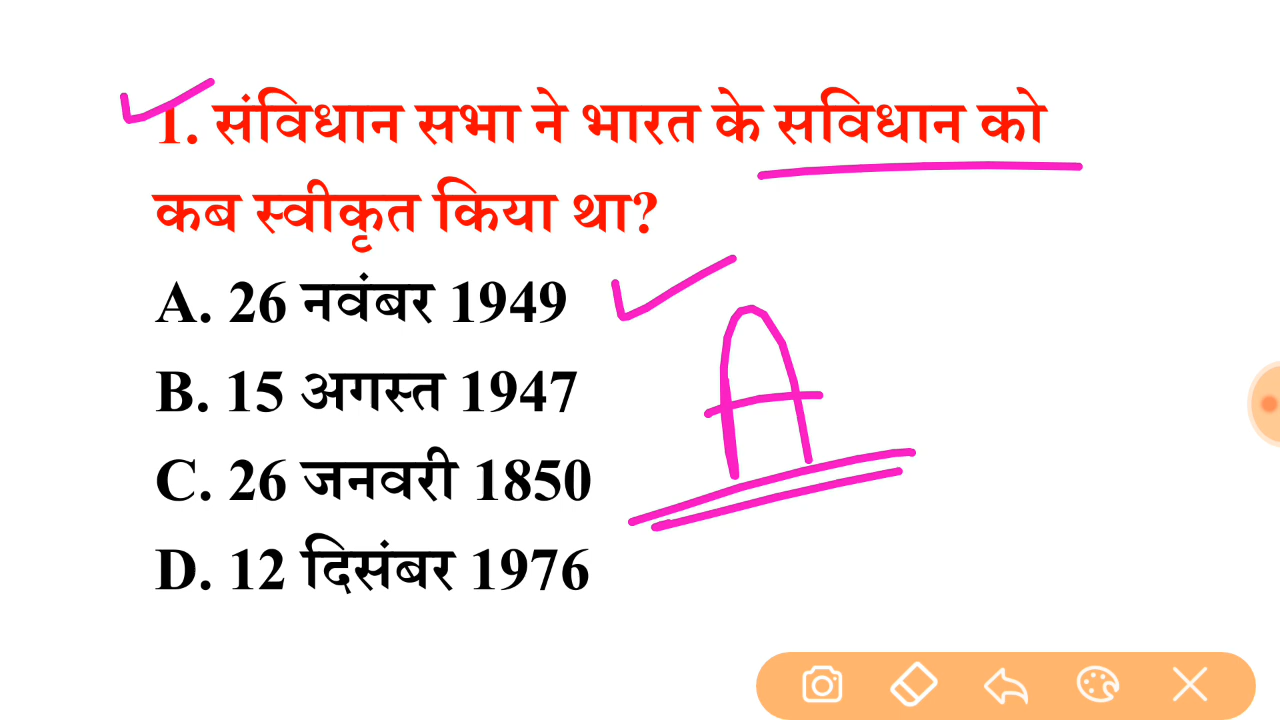 1. संविधान सभा ने भारत के सविधान को
कब स्वीकृत किया था?
A. 26 नवंबर 1949
B. 15 अगस्त 1947
C. 26 जनवरी 1850
D. 12 दिसंबर 1976
A